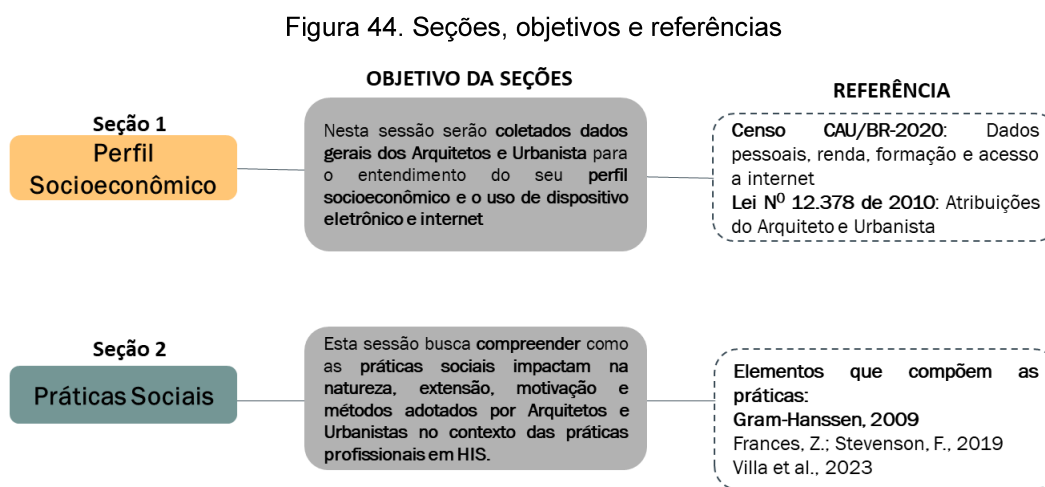 Figura 44. Seções, objetivos e referências
OBJETIVO DA SEÇÕES
REFERÊNCIA
Seção 1
Perfil
Socioeconômico
Nesta sessão serão coletados dados
gerais dos Arquitetos e Urbanista para
o entendimento do seu perfil
socioeconômico e o uso de dispositivo
eletrônico e internet
Censo CAU/BR-2020: Dados
pessoais, renda, formação e acesso
a internet
Lei Nº 12.378 de 2010: Atribuições
do Arquiteto e Urbanista
Seção 2
Práticas Sociais
Esta sessão busca compreender como
as práticas sociais impactam na
natureza, extensão, motivação e
métodos adotados por Arquitetos e
Urbanistas no contexto das práticas
profissionais em HIS.
Elementos que compõem as
práticas:
Gram-Hanssen, 2009
Frances, Z.; Stevenson, F., 2019
Villa et al., 2023